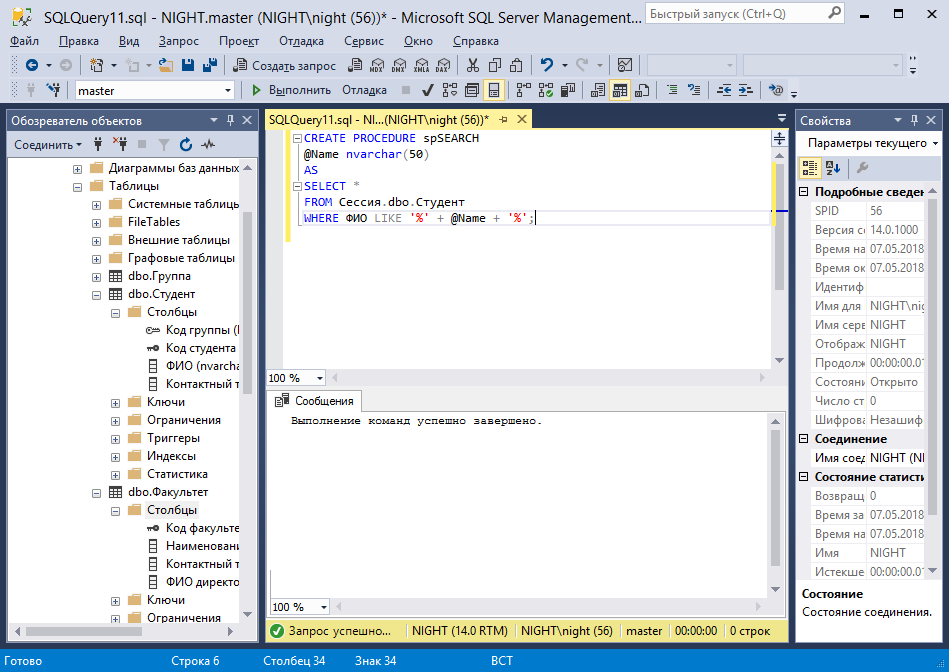 SQLQuery11.sql - NIGHT.master (NIGHT\night (56))* - Microsoft SQL Server Management...
Быстрый запуск (Ctrl+Q)
Файл Правка Вид Запрос Проект Отладка Сервис Окно Справка
Создать запрос MDX DMX XMLA DAX
master Выполнить Отладка
Обозреватель объектов
Соединить
Диаграммы баз данных
Таблицы
Системные таблицы
FileTables
Внешние таблицы
Графовые таблицы
dbo.Группа
dbo.Студент
Столбцы
Код группы (
Код студента
ФИО (nvarcha
Контактный т
Ключи
Ограничения
Триггеры
Индексы
Статистика
dbo.Факультет
Столбцы
Код факульте
Наименовани
Контактный т
ФИО директо
Ключи
Ограничения
SQLQuery11.sql - NI...(NIGHT\night (56))*
CREATE PROCEDURE spSEARCH
@Name nvarchar(50)
AS
SELECT *
FROM Сессия.dbo.Студент
WHERE ФИО LIKE '%' + @Name + '%';
100 %
Сообщения
Выполнение команд успешно завершено.
100 %
Запрос успешно... NIGHT (14.0 RTM) NIGHT\night (56) master 00:00:00 0 строк
Свойства
Параметры текущего
Подробные сведен
SPID 56
Версия се 14.0.1000
Время на 07.05.2018
Время ок 07.05.2018
Идентиф
Имя для NIGHT\nig
Имя серв NIGHT
Отображ NIGHT
Продолж 00:00:00.01
Состояни Открыто
Число ст 0
Шифрова Незашиф
Соединение
Имя соед NIGHT (NI
Состояние статисти
Возвращ 0
Время за 07.05.2018
Время на 07.05.2018
Имя NIGHT
Истекше 00:00:00.01
Состояние
Состояние соединения.
Готово Строка 6 Столбец 34 Знак 34 ВСТ